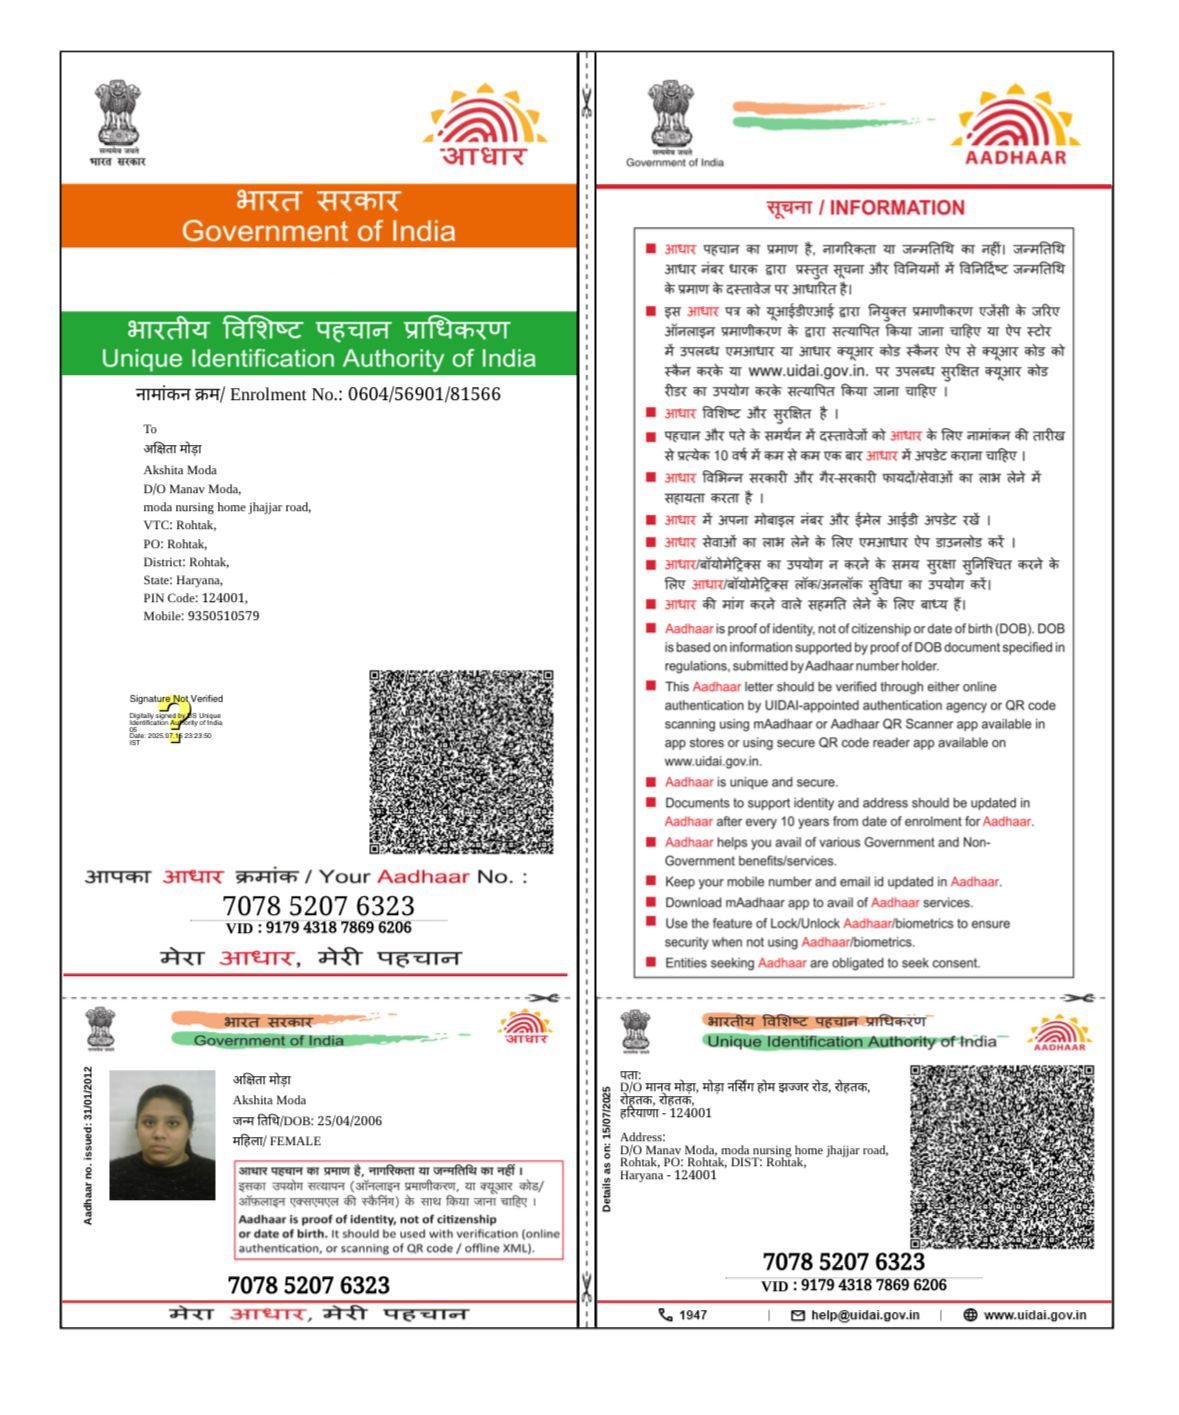 सत्यमेव जयते
भारत सरकार
आधार
भारत सरकार
Government of India
भारतीय विशिष्ट पहचान प्राधिकरण
Unique Identification Authority of India
नामांकन क्रम/ Enrolment No.: 0604/56901/81566
To
अक्षिता मोड़ा
Akshita Moda
D/O Manav Moda,
moda nursing home jhajjar road,
VTC: Rohtak,
PO: Rohtak,
District: Rohtak,
State: Haryana,
PIN Code: 124001,
Mobile: 9350510579
Signature Not Verified
Digitally signed by DS Unique
Identification Authority of India
05
Date: 2025.07.15 23:23:50
IST
आपका आधार क्रमांक / Your Aadhaar No. :
7078 5207 6323
VID : 9179 4318 7869 6206
मेरा आधार, मेरी पहचान
सत्यमेव जयते
Government of India
AADHAAR
सूचना / INFORMATION
आधार पहचान का प्रमाण है, नागरिकता या जन्मतिथि का नहीं। जन्मतिथि
आधार नंबर धारक द्वारा प्रस्तुत सूचना और विनियमों में विनिर्दिष्ट जन्मतिथि
के प्रमाण के दस्तावेज पर आधारित है।
इस आधार पत्र को यूआईडीएआई द्वारा नियुक्त प्रमाणीकरण एजेंसी के जरिए
ऑनलाइन प्रमाणीकरण के द्वारा सत्यापित किया जाना चाहिए या ऐप स्टोर
में उपलब्ध एमआधार या आधार क्यूआर कोड स्कैनर ऐप से क्यूआर कोड को
स्कैन करके या www.uidai.gov.in. पर उपलब्ध सुरक्षित क्यूआर कोड
रीडर का उपयोग करके सत्यापित किया जाना चाहिए ।
आधार विशिष्ट और सुरक्षित है ।
पहचान और पते के समर्थन में दस्तावेजों को आधार के लिए नामांकन की तारीख
से प्रत्येक 10 वर्ष में कम से कम एक बार आधार में अपडेट कराना चाहिए ।
आधार विभिन्न सरकारी और गैर-सरकारी फायदों/सेवाओं का लाभ लेने में
सहायता करता है ।
आधार में अपना मोबाइल नंबर और ईमेल आईडी अपडेट रखें ।
आधार सेवाओं का लाभ लेने के लिए एमआधार ऐप डाउनलोड करें ।
आधार/बॉयोमेट्रिक्स का उपयोग न करने के समय सुरक्षा सुनिश्चित करने के
लिए आधार/बॉयोमेट्रिक्स लॉक/अनलॉक सुविधा का उपयोग करें।
आधार की मांग करने वाले सहमति लेने के लिए बाध्य हैं।
Aadhaar is proof of identity, not of citizenship or date of birth (DOB). DOB
is based on information supported by proof of DOB document specified in
regulations, submitted by Aadhaar number holder.
This Aadhaar letter should be verified through either online
authentication by UIDAI-appointed authentication agency or QR code
scanning using mAadhaar or Aadhaar QR Scanner app available in
app stores or using secure QR code reader app available on
www.uidai.gov.in.
Aadhaar is unique and secure.
Documents to support identity and address should be updated in
Aadhaar after every 10 years from date of enrolment for Aadhaar.
Aadhaar helps you avail of various Government and Non-
Government benefits/services.
Keep your mobile number and email id updated in Aadhaar.
Download mAadhaar app to avail of Aadhaar services.
Use the feature of Lock/Unlock Aadhaar/biometrics to ensure
security when not using Aadhaar/biometrics.
Entities seeking Aadhaar are obligated to seek consent.
भारत सरकार
Government of India
आधार
Aadhaar no. issued: 31/01/2012
अक्षिता मोड़ा
Akshita Moda
जन्म तिथि/DOB: 25/04/2006
महिला/ FEMALE
आधार पहचान का प्रमाण है, नागरिकता या जन्मतिथि का नहीं ।
इसका उपयोग सत्यापन (ऑनलाइन प्रमाणीकरण, या क्यूआर कोड/
ऑफ़लाइन एक्सएमएल की स्कैनिंग) के साथ किया जाना चाहिए ।
Aadhaar is proof of identity, not of citizenship
or date of birth. It should be used with verification (online
authentication, or scanning of QR code / offline XML).
7078 5207 6323
मेरा आधार, मेरी पहचान
भारतीय विशिष्ट पहचान प्राधिकरण
Unique Identification Authority of India
AADHAAR
Details as on: 15/07/2025
पता:
D/O मानव मोड़ा, मोड़ा नर्सिंग होम झज्जर रोड, रोहतक,
रोहतक, रोहतक,
हरियाणा - 124001
Address:
D/O Manav Moda, moda nursing home jhajjar road,
Rohtak, PO: Rohtak, DIST: Rohtak,
Haryana - 124001
7078 5207 6323
VID : 9179 4318 7869 6206
1947 | help@uidai.gov.in | www.uidai.gov.in